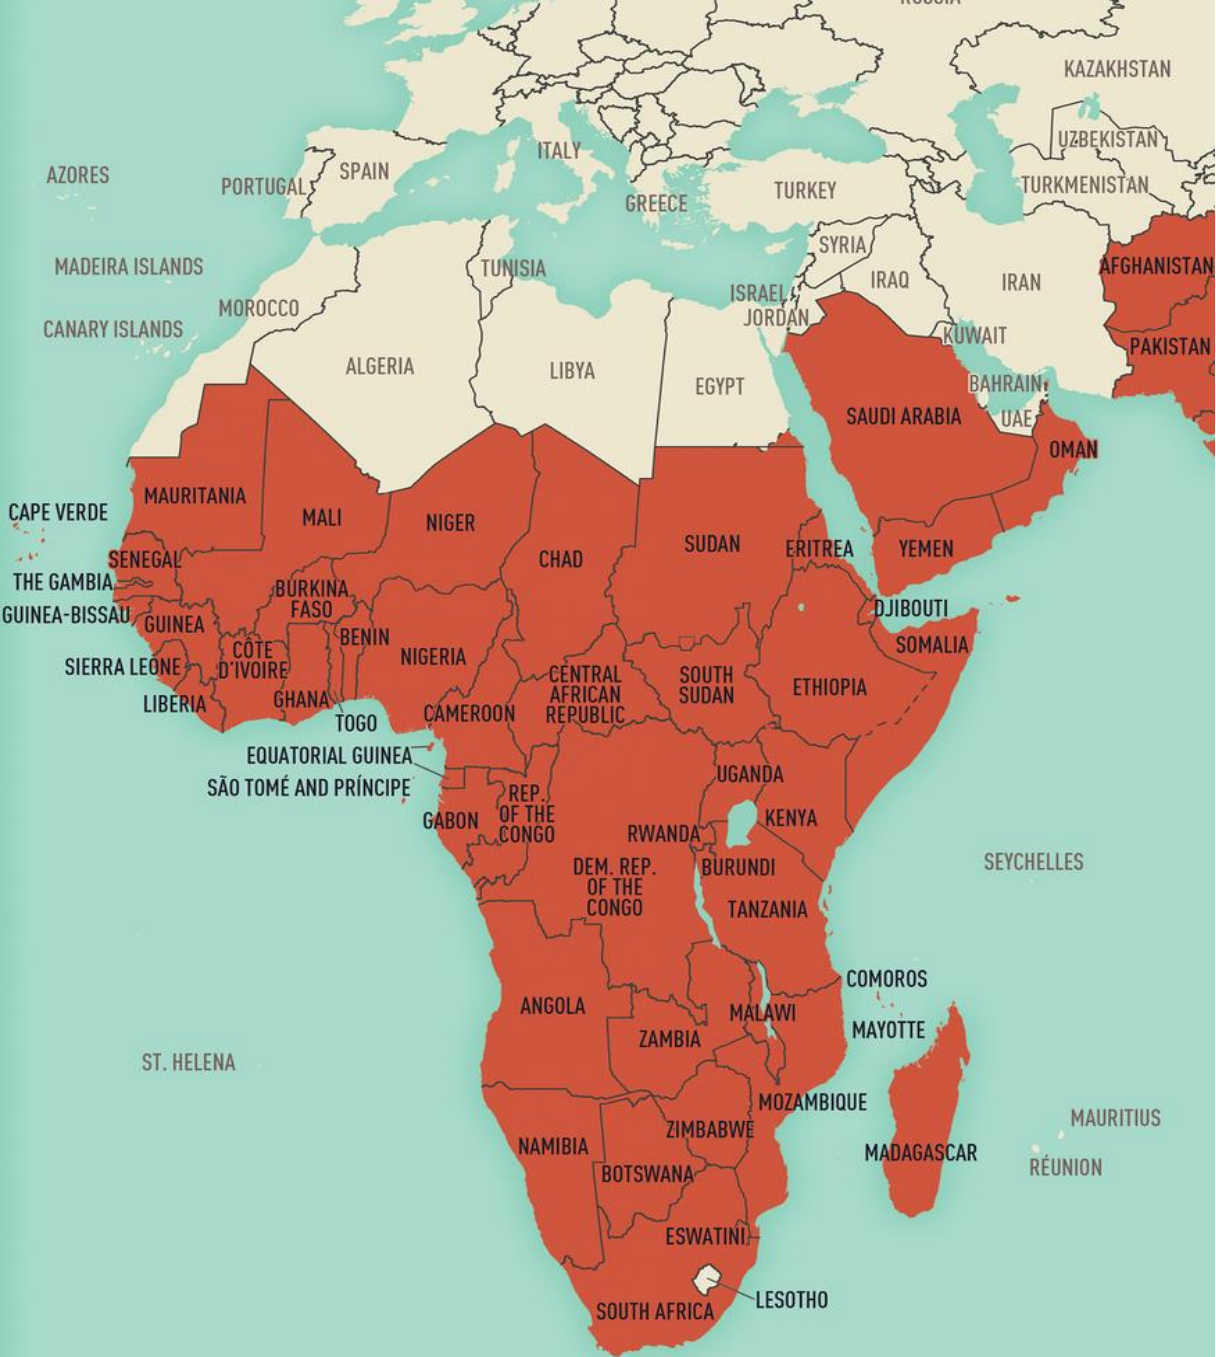 RUSSIA
KAZAKHSTAN
UZBEKISTAN
ITALY
SPAIN
AZORES
PORTUGAL
TURKEY
TURKMENISTAN
GREECE
SYRIA
MADEIRA ISLANDS
TUNISIA
AFGHANISTAN
IRAQ
IRAN
ISRAEL
MOROCCO
JORDAN
CANARY ISLANDS
KUWAIT
PAKISTAN
ALGERIA
LIBYA
EGYPT
BAHRAIN
SAUDI ARABIA
UAE
OMAN
MAURITANIA
CAPE VERDE
MALI
NIGER
SUDAN
ERITREA
YEMEN
SENEGAL
CHAD
THE GAMBIA
BURKINA
FASO
DJIBOUTI
GUINEA-BISSAU
GUINEA
BENIN
SOMALIA
CÔTE
D'IVOIRE
NIGERIA
SIERRA LEONE
CENTRAL
AFRICAN
REPUBLIC
SOUTH
SUDAN
ETHIOPIA
LIBERIA
GHANA
TOGO
CAMEROON
EQUATORIAL GUINEA
UGANDA
SÃO TOMÉ AND PRÍNCIPE
REP.
OF THE
CONGO
GABON
KENYA
RWANDA
SEYCHELLES
DEM. REP.
OF THE
CONGO
BURUNDI
TANZANIA
COMOROS
ANGOLA
MALAWI
MAYOTTE
ZAMBIA
ST. HELENA
MOZAMBIQUE
MAURITIUS
ZIMBABWE
NAMIBIA
MADAGASCAR
RÉUNION
BOTSWANA
ESWATINI
LESOTHO
SOUTH AFRICA